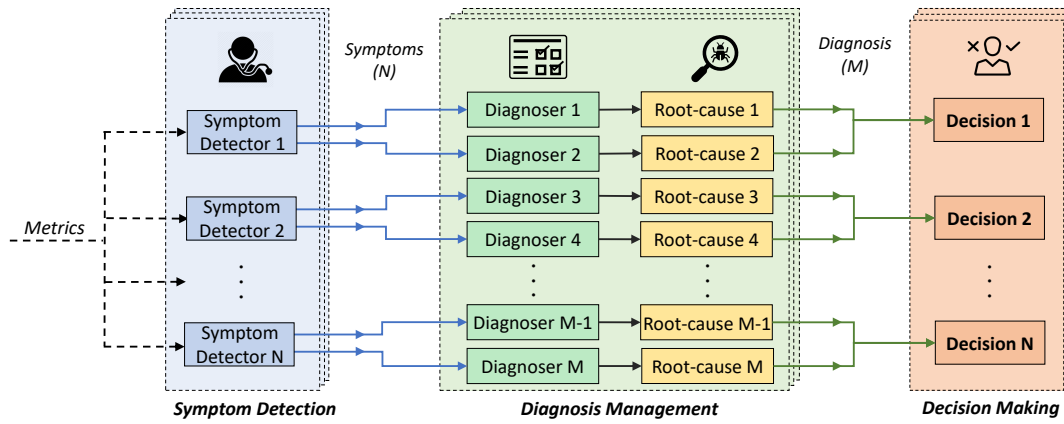 Metrics
Symptom
Detector 1
Symptom
Detector 2
Symptom
Detector N
Symptom Detection
Symptoms
(N)
Diagnoser 1
Root-cause 1
Diagnoser 2
Root-cause 2
Diagnoser 3
Root-cause 3
Diagnoser 4
Root-cause 4
Diagnoser M-1
Root-cause M-1
Diagnoser M
Root-cause M
Diagnosis Management
Diagnosis
(M)
Decision 1
Decision 2
Decision N
Decision Making